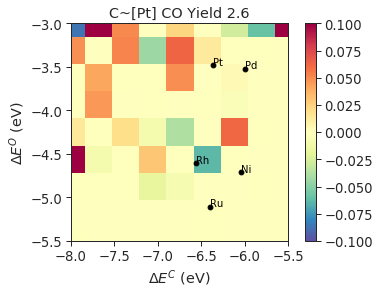 C~[Pt] CO Yield 2.6
−3.0
−3.5
−4.0
−4.5
−5.0
−5.5
ΔE^O (eV)
Pt
Pd
Rh
Ni
Ru
−8.0 −7.5 −7.0 −6.5 −6.0 −5.5
ΔE^C (eV)
0.100
0.075
0.050
0.025
0.000
−0.025
−0.050
−0.075
−0.100